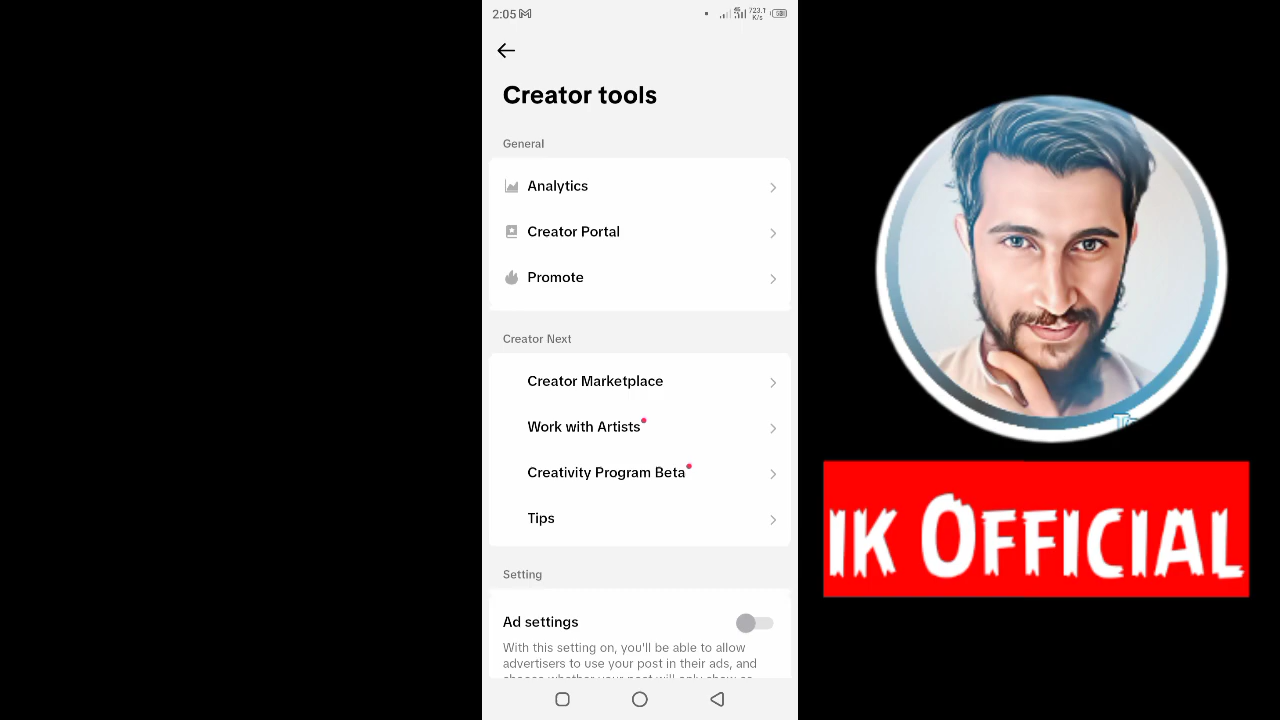 2:05
723.1
K/s
Creator tools
General
Analytics
Creator Portal
Promote
Creator Next
Creator Marketplace
Work with Artists
Creativity Program Beta
Tips
Setting
Ad settings
With this setting on, you'll be able to allow
advertisers to use your post in their ads, and
IK OFFICIAL